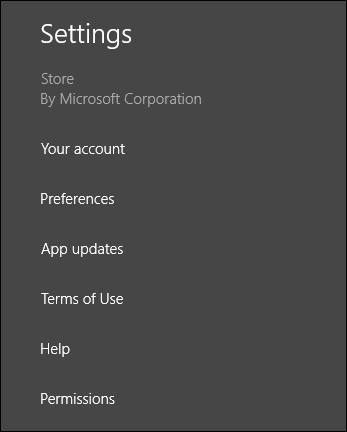 Settings
Store
By Microsoft Corporation
Your account
Preferences
App updates
Terms of Use
Help
Permissions